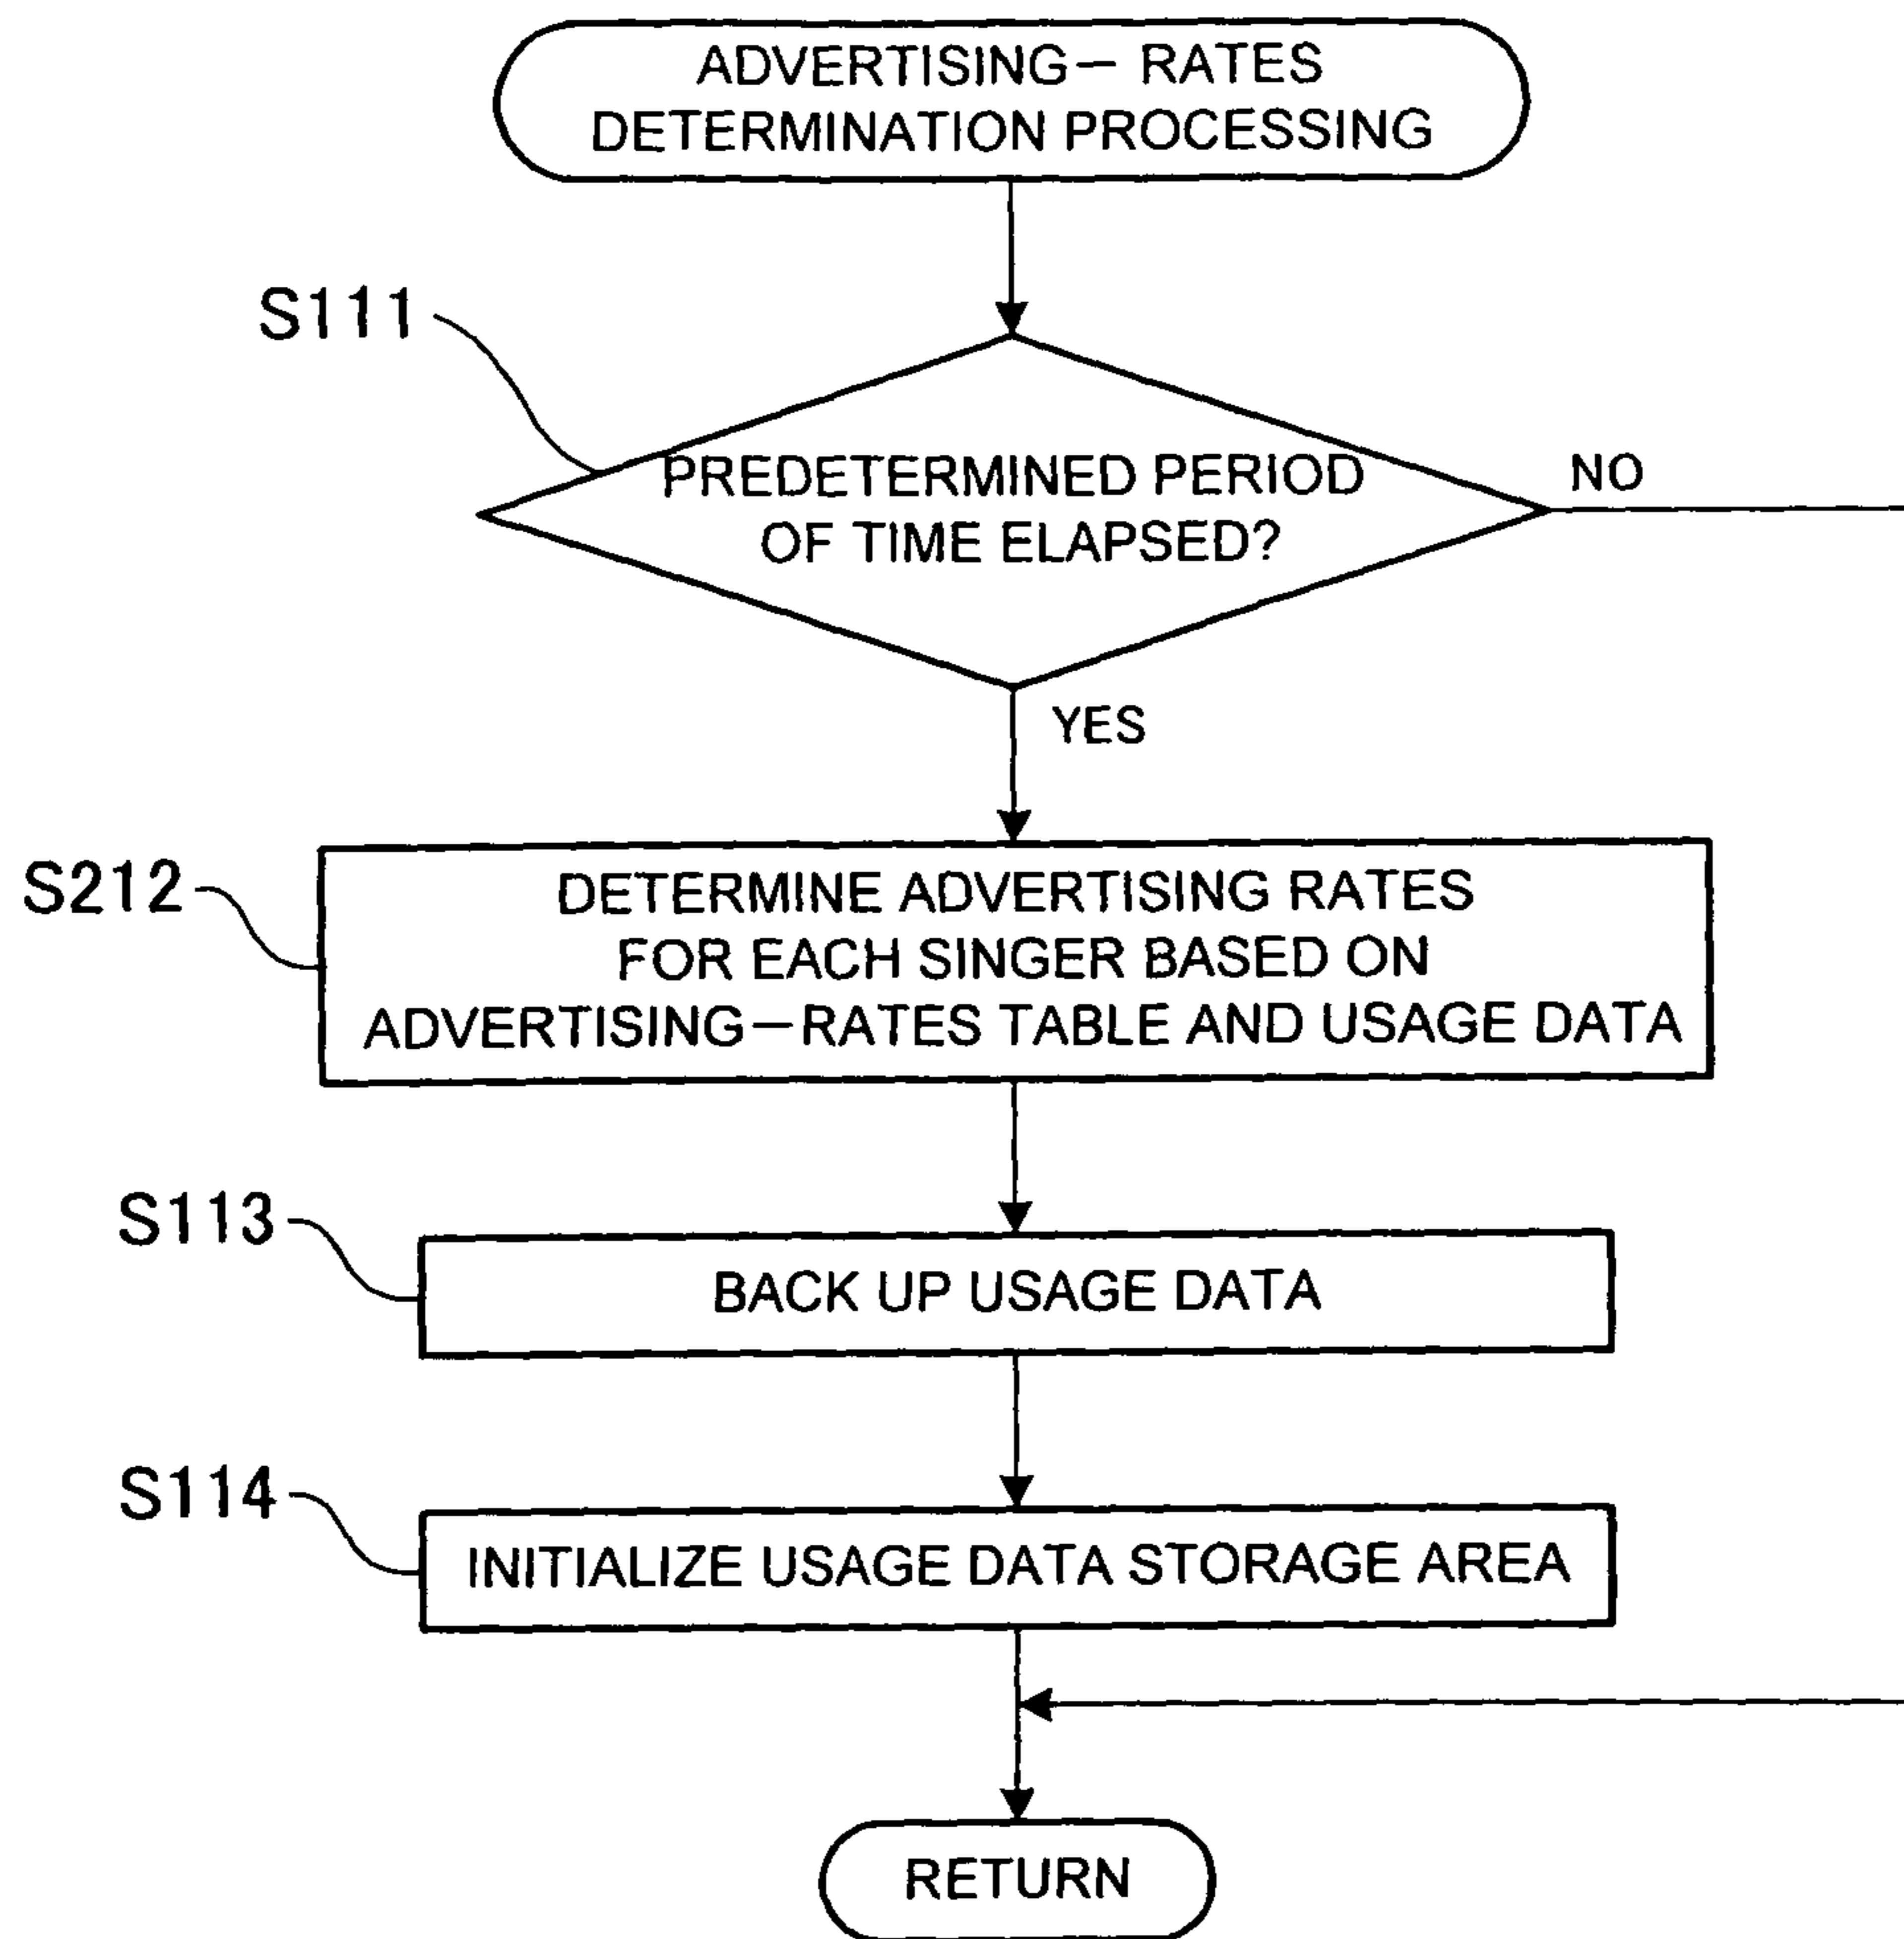 ADVERTISING— RATES
DETERMINATION PROCESSING
S111
PREDETERMINED PERIOD
OF TIME ELAPSED?
NO
YES
S212
DETERMINE ADVERTISING RATES
FOR EACH SINGER BASED ON
ADVERTISING—RATES TABLE AND USAGE DATA
S113
BACK UP USAGE DATA
S114
INITIALIZE USAGE DATA STORAGE AREA
RETURN